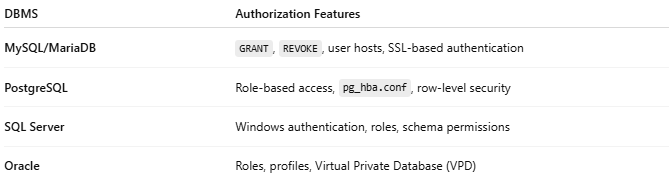 DBMS Authorization Features
MySQL/MariaDB GRANT, REVOKE, user hosts, SSL-based authentication
PostgreSQL Role-based access, pg_hba.conf, row-level security
SQL Server Windows authentication, roles, schema permissions
Oracle Roles, profiles, Virtual Private Database (VPD)